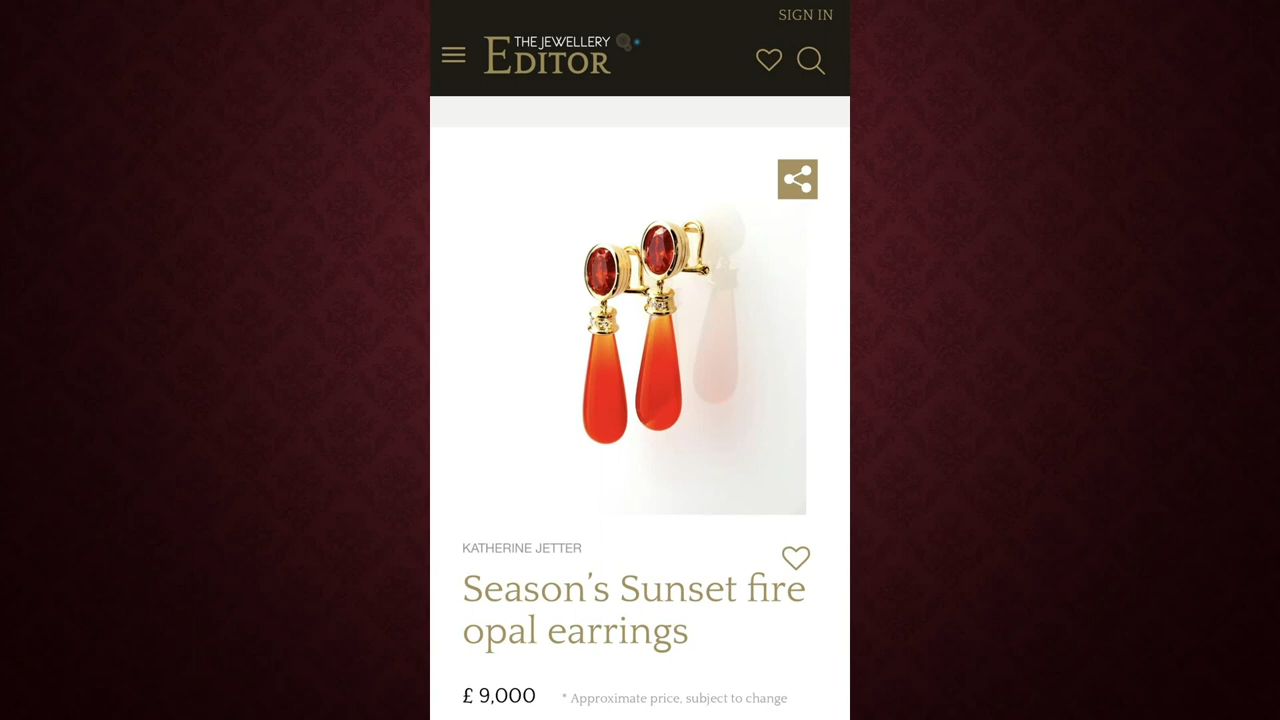 SIGN IN
THE JEWELLERY
EDITOR
KATHERINE JETTER
Season’s Sunset fire
opal earrings
£ 9,000 * Approximate price, subject to change